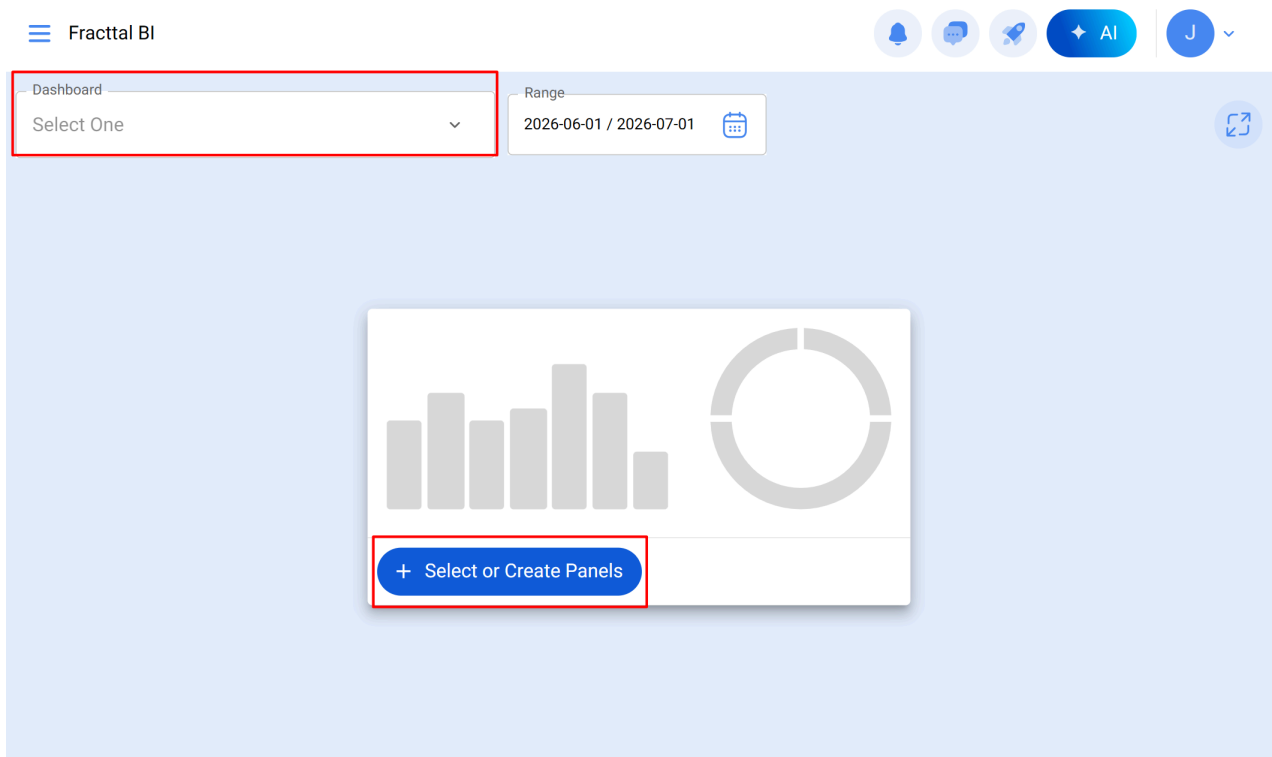 Fracttal BI
AI
J
Dashboard
Select One
Range
2026-06-01 / 2026-07-01
+ Select or Create Panels